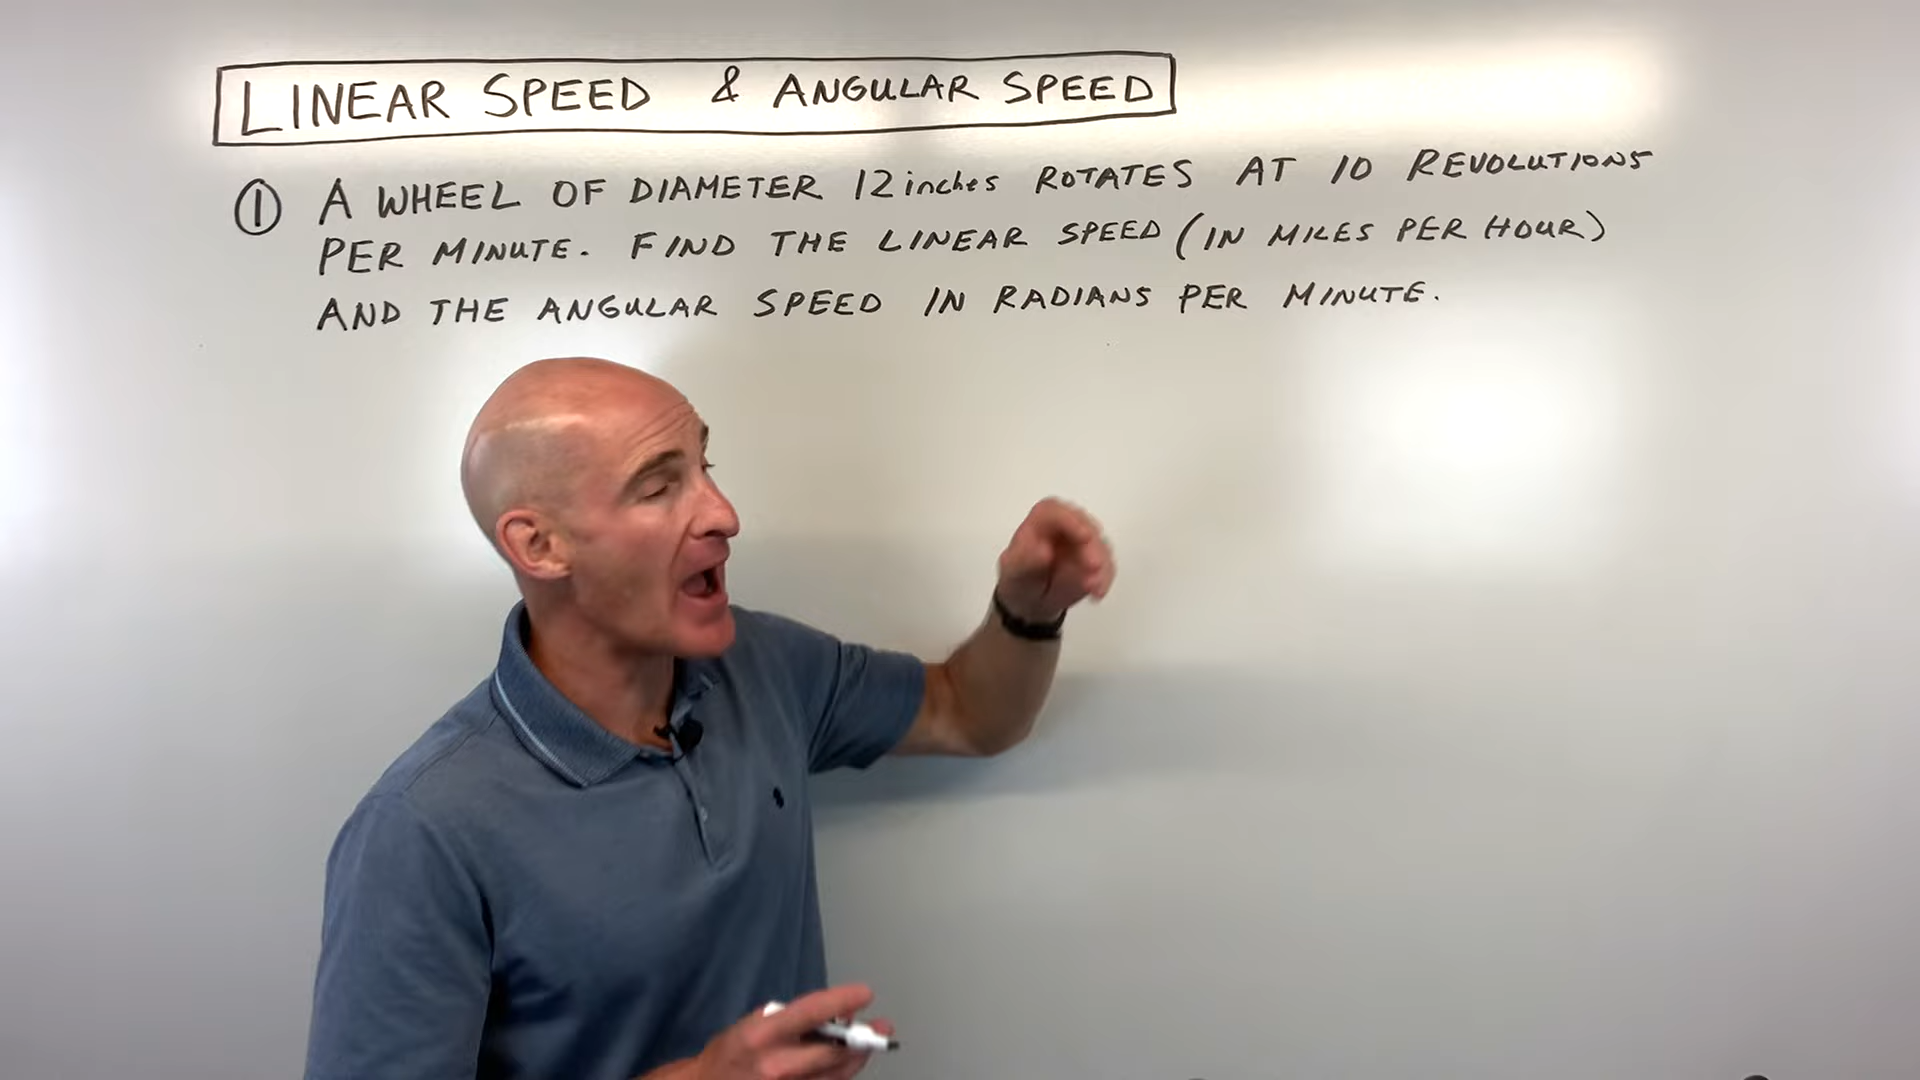 LINEAR SPEED & ANGULAR SPEED
① A WHEEL OF DIAMETER 12 inches ROTATES AT 10 REVOLUTIONS
PER MINUTE. FIND THE LINEAR SPEED (IN MILES PER HOUR)
AND THE ANGULAR SPEED IN RADIANS PER MINUTE.